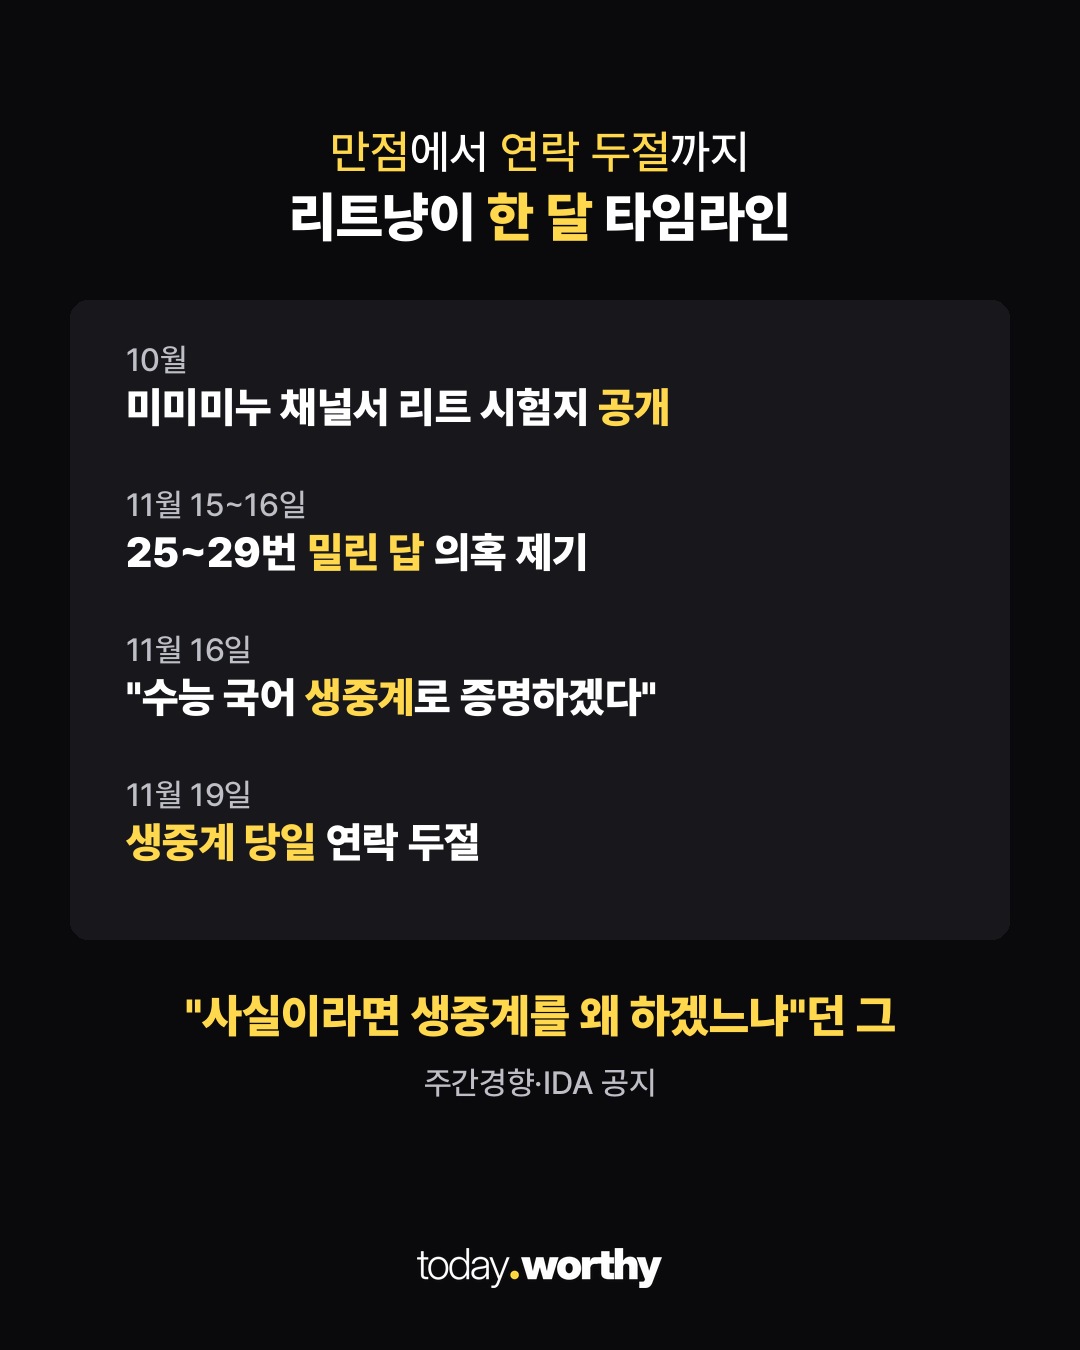 만점에서 연락 두절까지
리트냥이 한 달 타임라인
10월
미미미누 채널서 리트 시험지 공개
11월 15~16일
25~29번 밀린 답 의혹 제기
11월 16일
"수능 국어 생중계로 증명하겠다"
11월 19일
생중계 당일 연락 두절
"사실이라면 생중계를 왜 하겠느냐"던 그
주간경향·IDA 공지
today.worthy